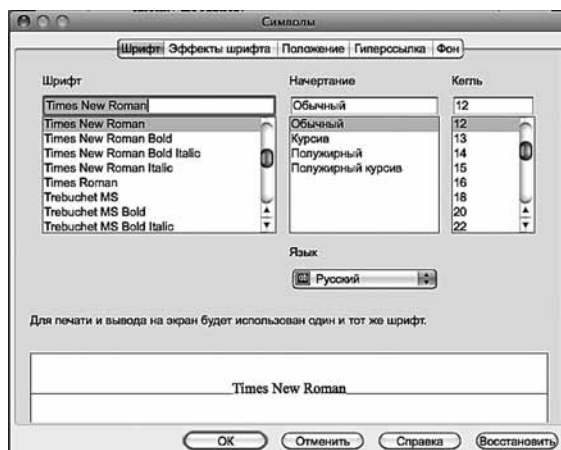 Символы
Шрифт Эффекты шрифта Положение Гиперссылка Фон
Шрифт Начертание Кегль
Times New Roman Обычный 12
Times New Roman Обычный 12
Times New Roman Bold Курсив 13
Times New Roman Bold Italic Полужирный 14
Times New Roman Italic Полужирный курсив 15
Times Roman 16
Trebuchet MS 18
Trebuchet MS Bold 20
Trebuchet MS Bold Italic 22
Язык
Русский
Для печати и вывода на экран будет использован один и тот же шрифт.
Times New Roman
ОК Отменить Справка Восстановить